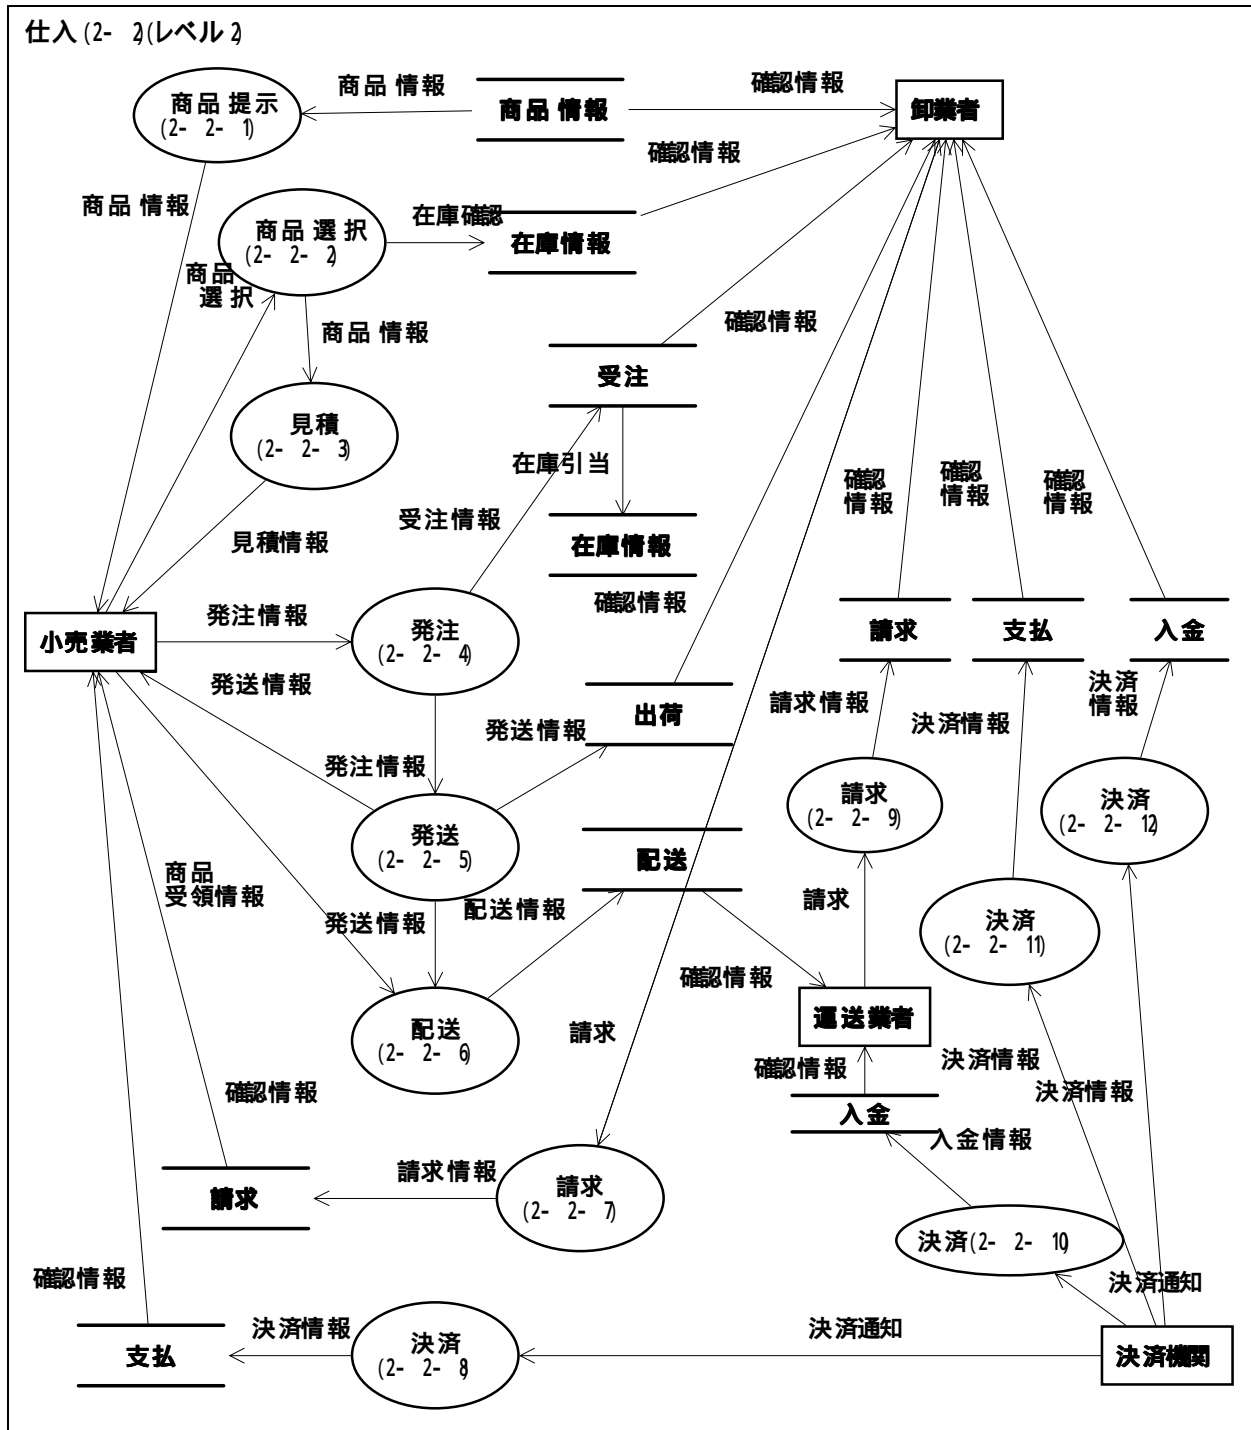 仕入(2-2)(レベル2)
商品情報
商品提示
(2-2-1)
商品情報
確認情報
卸業者
確認情報
商品情報
商品選択
(2-2-2)
在庫確認
在庫情報
商品
選択
商品情報
確認情報
受注
見積
(2-2-3)
在庫引当
受注情報
見積情報
在庫情報
確認情報
確認
情報
確認
情報
確認
情報
小売業者
発注情報
発注
(2-2-4)
請求
支払
入金
発送情報
発注情報
発送情報
出荷
請求情報
決済情報
決済
情報
発送
(2-2-5)
配送
請求
(2-2-9)
決済
(2-2-12)
商品
受領情報
発送情報
配送情報
請求
決済
(2-2-11)
確認情報
運送業者
配送
(2-2-6)
請求
確認情報
決済情報
決済情報
確認情報
入金
入金情報
請求
請求情報
請求
(2-2-7)
決済(2-2-10)
決済通知
確認情報
支払
決済情報
決済
(2-2-8)
決済通知
決済機関